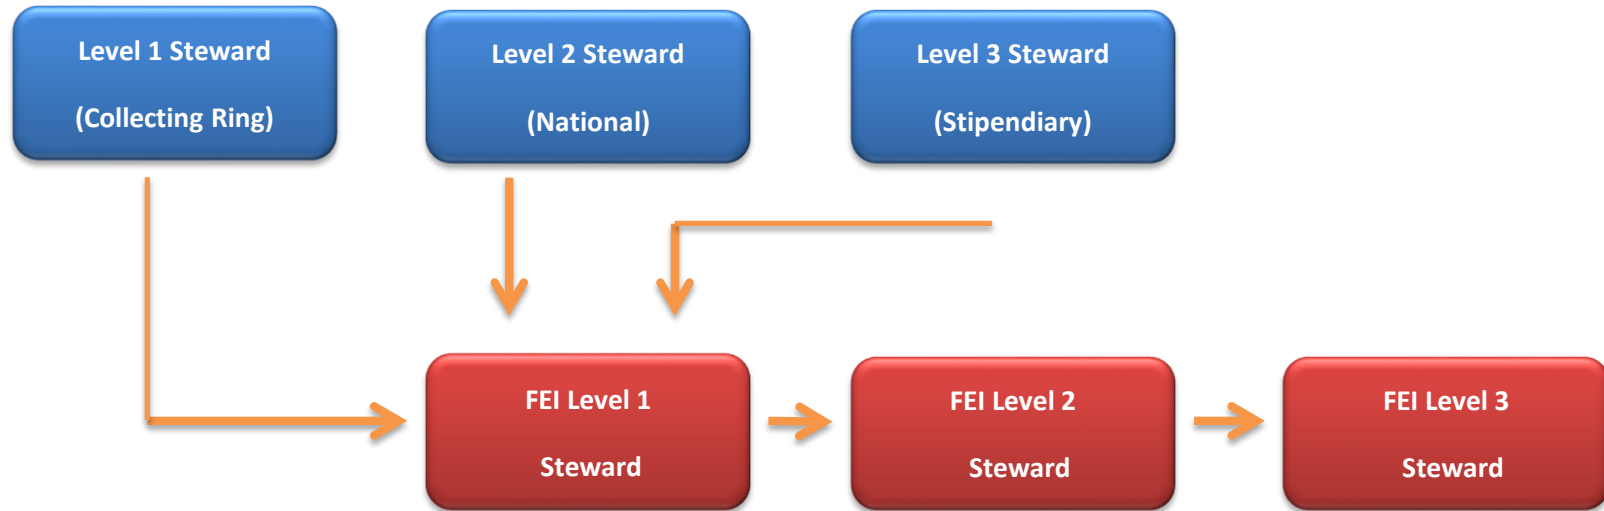 Level 1 Steward
(Collecting Ring)
Level 2 Steward
(National)
Level 3 Steward
(Stipendiary)
FEI Level 1
Steward
FEI Level 2
Steward
FEI Level 3
Steward